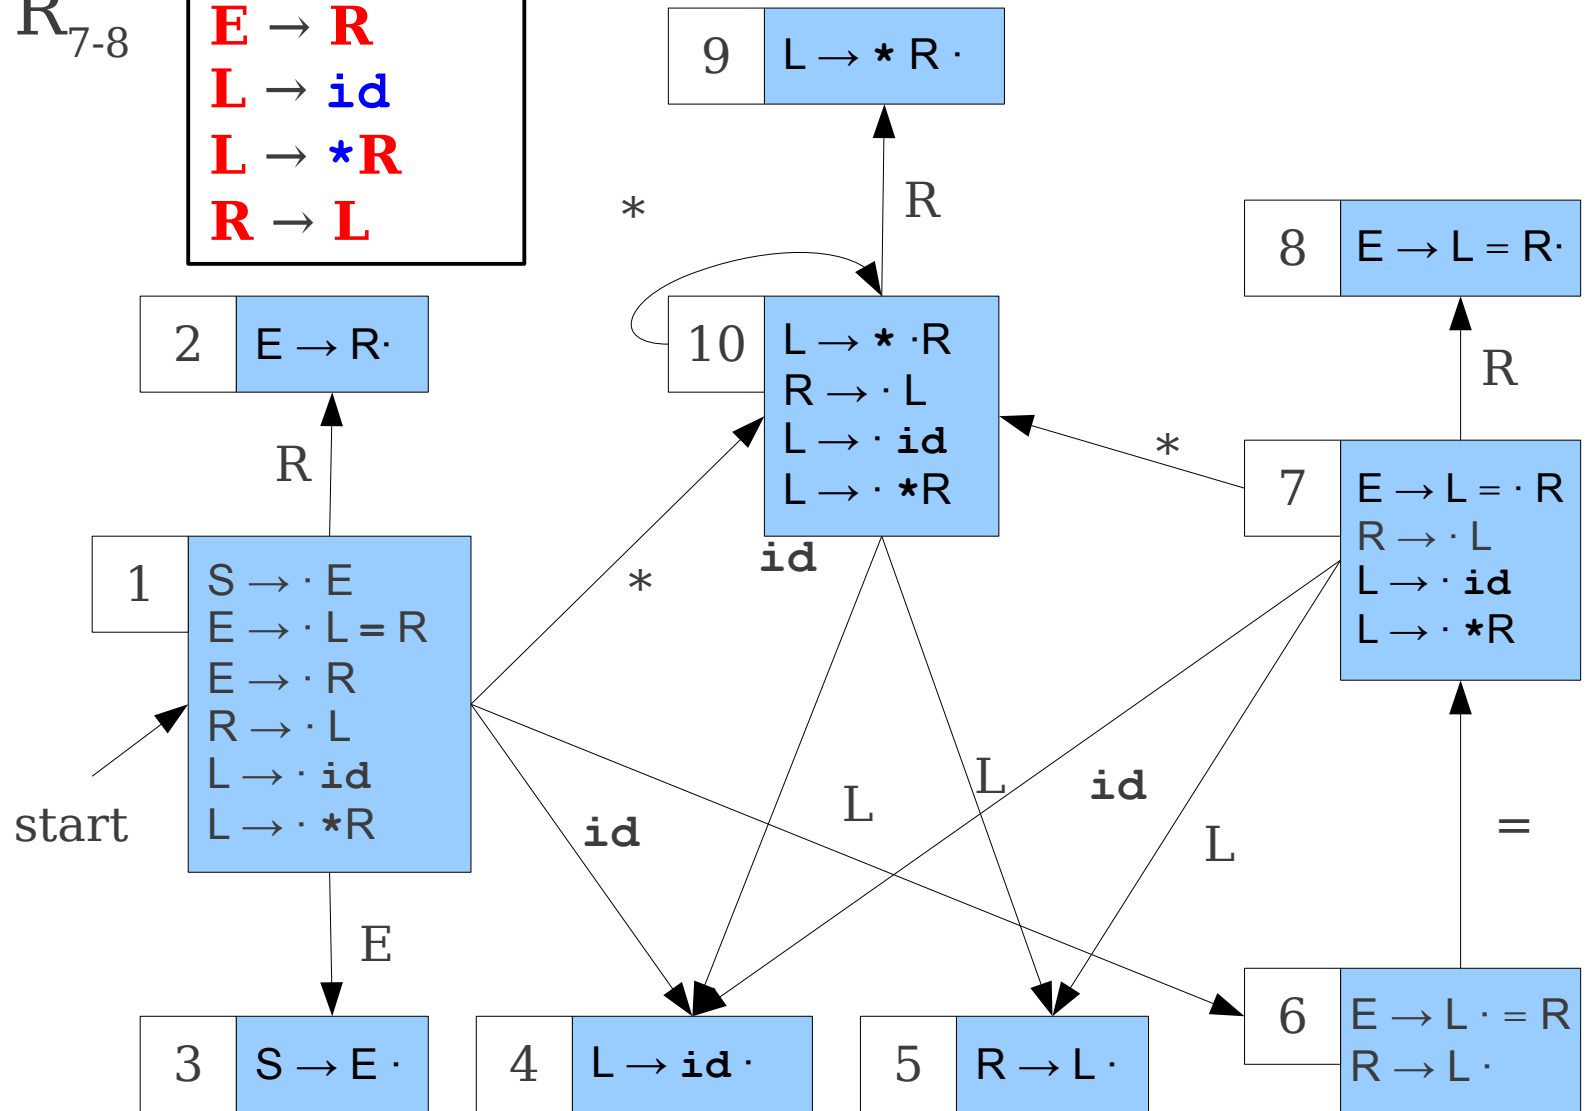 R7-8
E → R
L → id
L → *R
R → L
9
L → * R ·
*
R
8
E → L = R·
2
E → R·
10
L → * ·R
R → · L
L → · id
L → · *R
R
R
*
7
E → L = · R
R → · L
L → · id
L → · *R
1
S → · E
E → · L = R
E → · R
R → · L
L → · id
L → · *R
*
id
start
id
L
L
id
L
=
E
3
S → E ·
4
L → id ·
5
R → L ·
6
E → L · = R
R → L ·